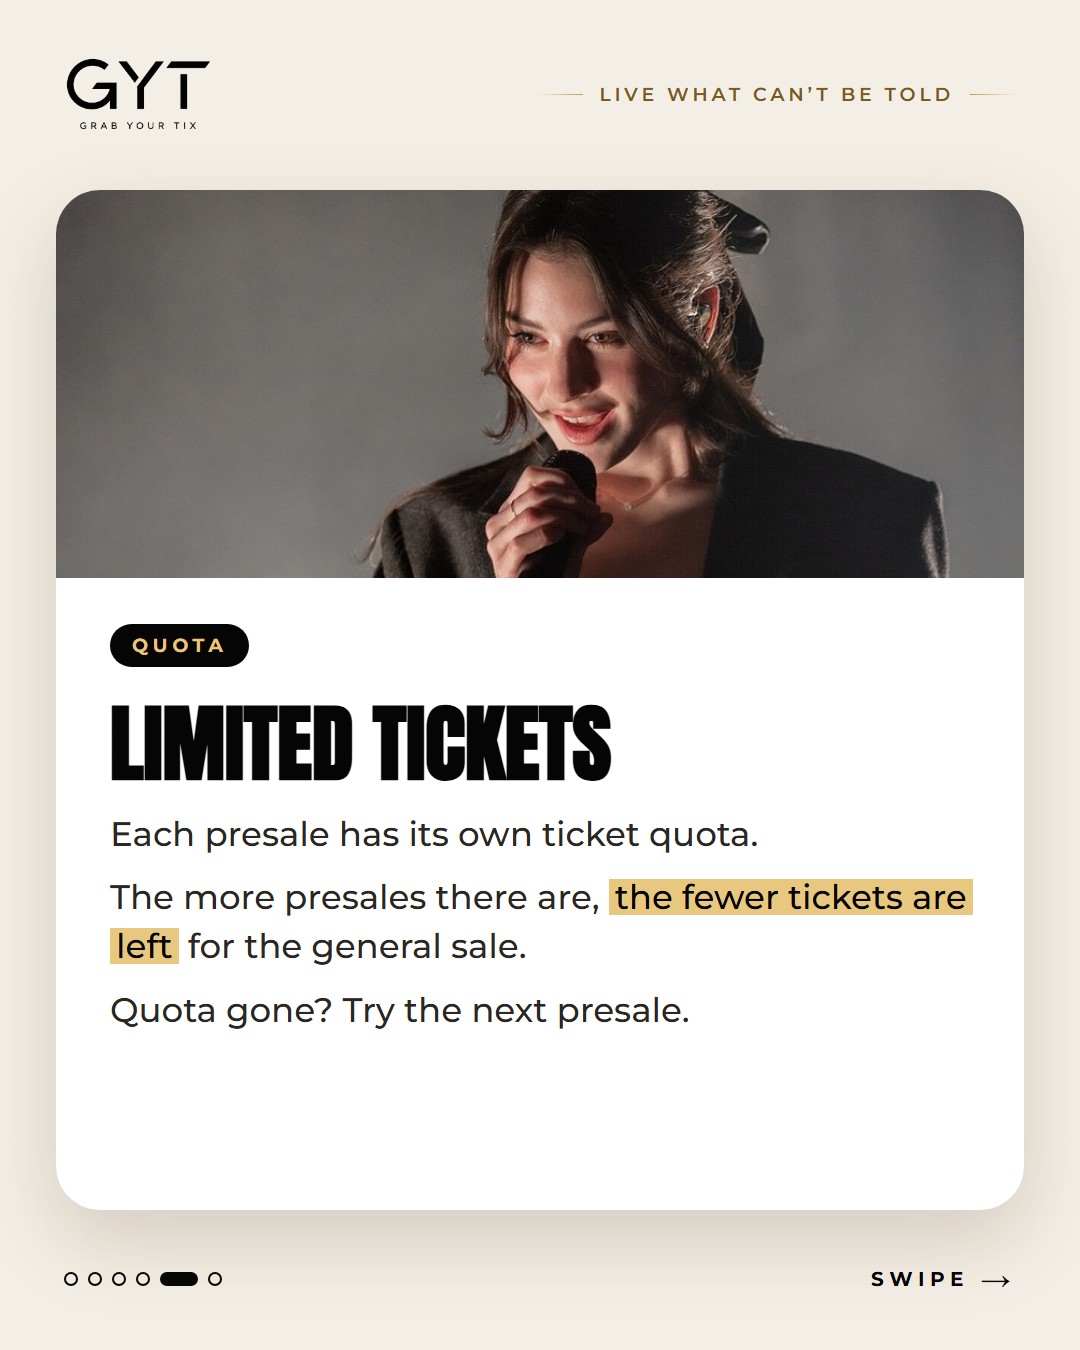 GYT
GRAB YOUR TIX
LIVE WHAT CAN’T BE TOLD
QUOTA
LIMITED TICKETS
Each presale has its own ticket quota.
The more presales there are, the fewer tickets are
left for the general sale.
Quota gone? Try the next presale.
SWIPE →